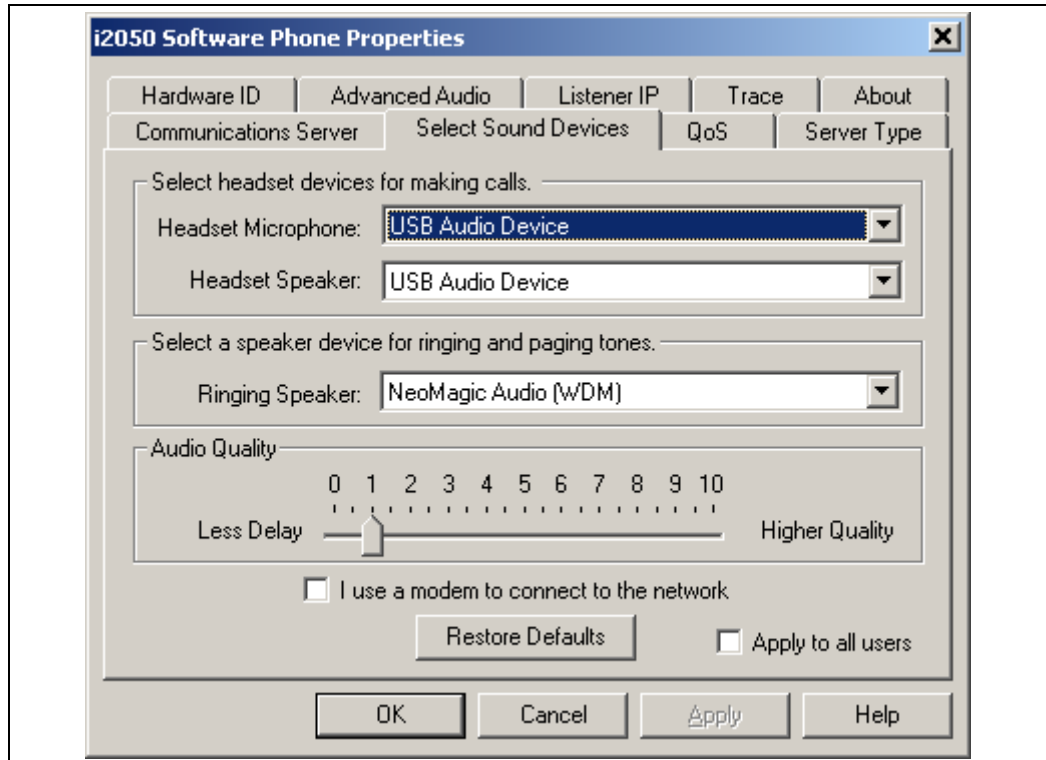 i2050 Software Phone Properties
Hardware ID Advanced Audio Listener IP Trace About
Communications Server Select Sound Devices QoS Server Type
Select headset devices for making calls.
Headset Microphone: USB Audio Device
Headset Speaker: USB Audio Device
Select a speaker device for ringing and paging tones.
Ringing Speaker: NeoMagic Audio (WDM)
Audio Quality
0 1 2 3 4 5 6 7 8 9 10
Less Delay Higher Quality
I use a modem to connect to the network
Restore Defaults Apply to all users
OK Cancel Apply Help